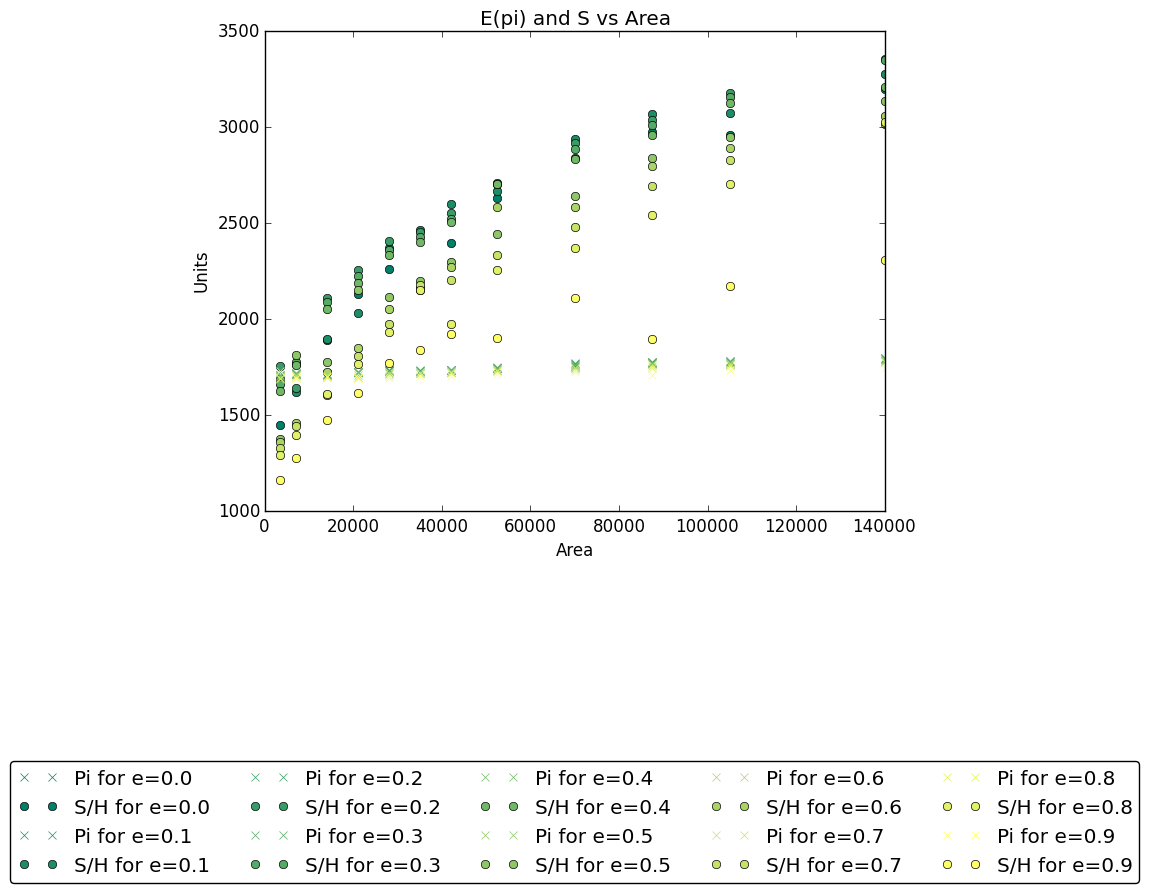 E(pi) and S vs Area
3500
3000
2500
2000
1500
1000
Units
0 20000 40000 60000 80000 100000 120000 140000
Area
Pi for e=0.0 Pi for e=0.2 Pi for e=0.4 Pi for e=0.6 Pi for e=0.8
S/H for e=0.0 S/H for e=0.2 S/H for e=0.4 S/H for e=0.6 S/H for e=0.8
Pi for e=0.1 Pi for e=0.3 Pi for e=0.5 Pi for e=0.7 Pi for e=0.9
S/H for e=0.1 S/H for e=0.3 S/H for e=0.5 S/H for e=0.7 S/H for e=0.9